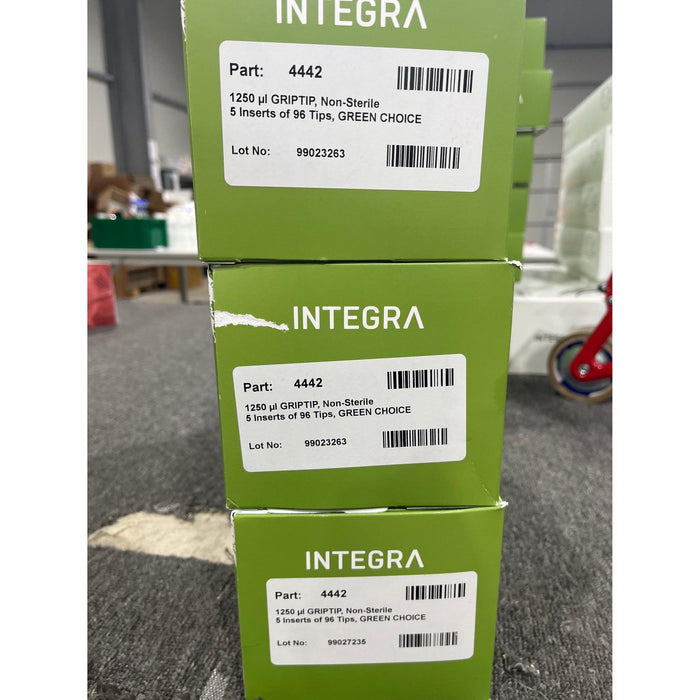 INTEGRA
Part: 4442
1250 µl GRIPTIP, Non-Sterile
5 Inserts of 96 Tips, GREEN CHOICE
Lot No: 99023263
INTEGRA
Part: 4442
1250 µl GRIPTIP, Non-Sterile
5 Inserts of 96 Tips, GREEN CHOICE
Lot No: 99023263
INTEGRA
Part: 4442
1250 µl GRIPTIP, Non-Sterile
5 Inserts of 96 Tips, GREEN CHOICE
Lot No: 99027235